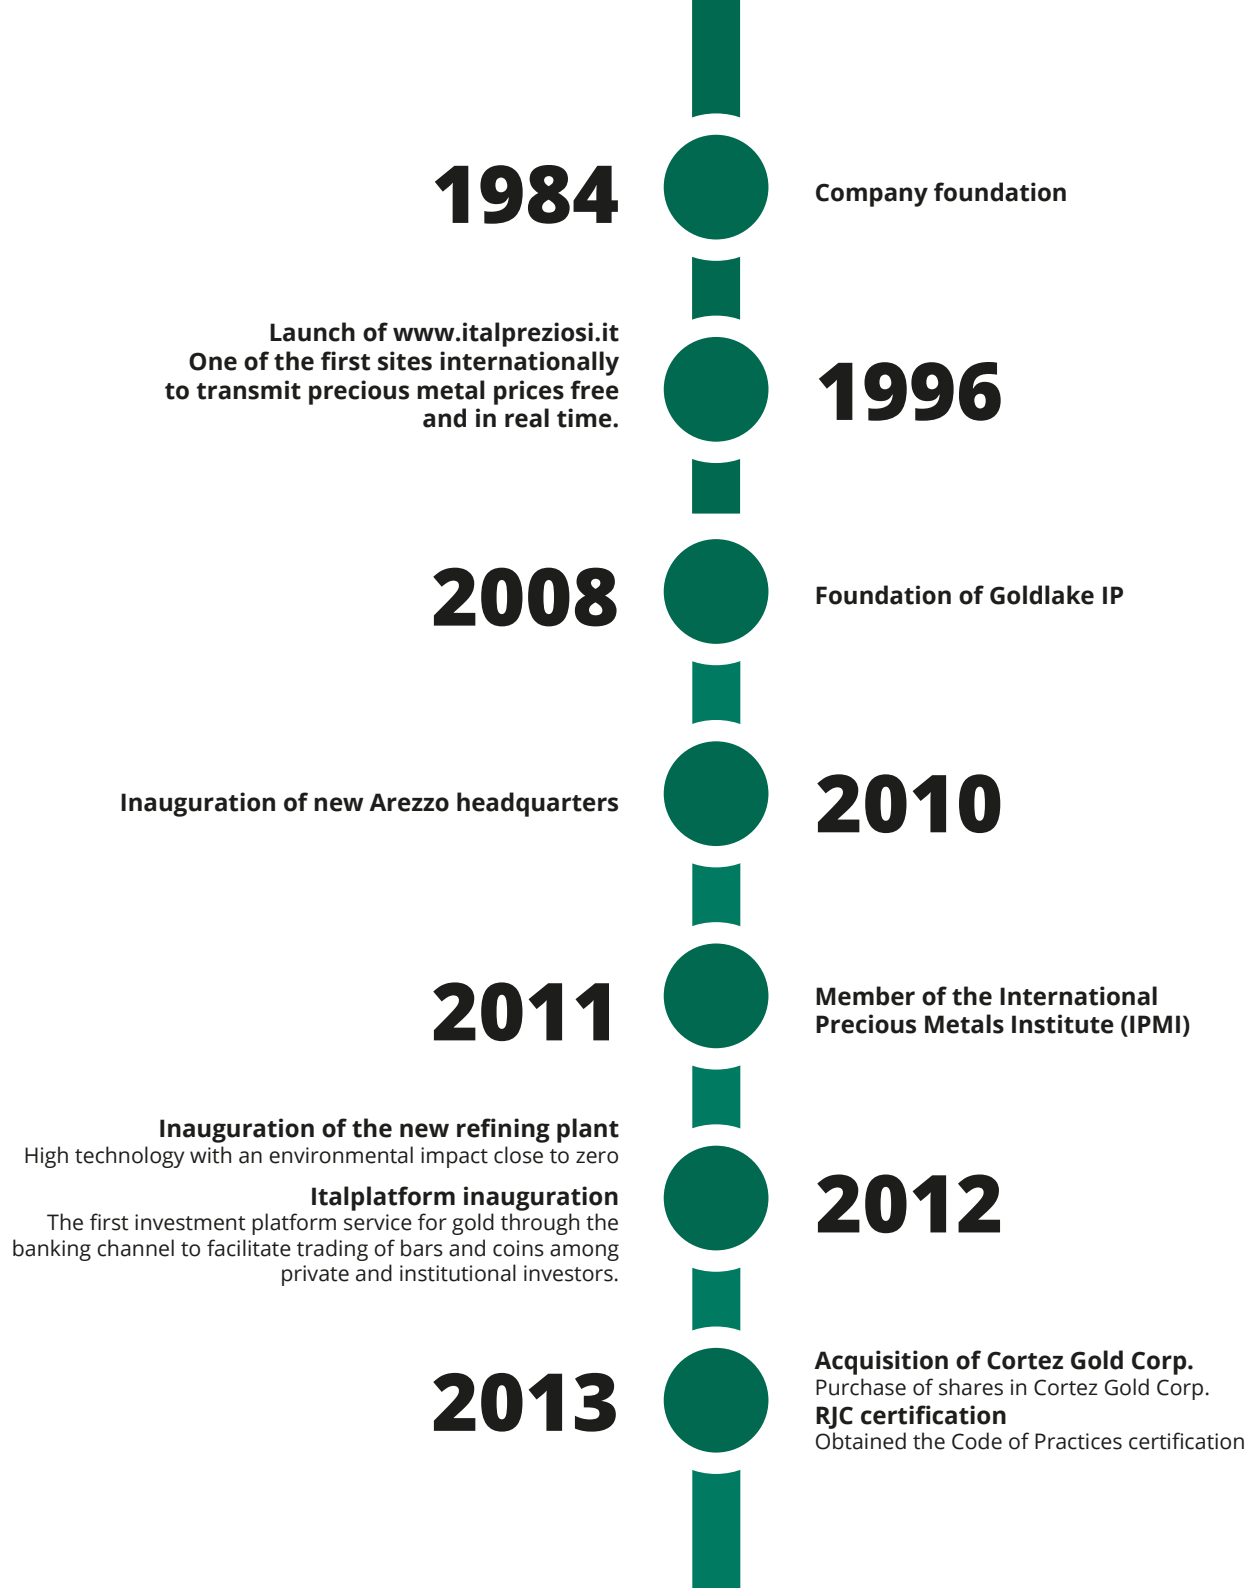 1984
Company foundation
Launch of www.italpreziosi.it
One of the first sites internationally
to transmit precious metal prices free
and in real time.
1996
2008
Foundation of Goldlake IP
Inauguration of new Arezzo headquarters
2010
2011
Member of the International
Precious Metals Institute (IPMI)
Inauguration of the new refining plant
High technology with an environmental impact close to zero
Italplatform inauguration
The first investment platform service for gold through the
banking channel to facilitate trading of bars and coins among
private and institutional investors.
2012
2013
Acquisition of Cortez Gold Corp.
Purchase of shares in Cortez Gold Corp.
RJC certification
Obtained the Code of Practices certification